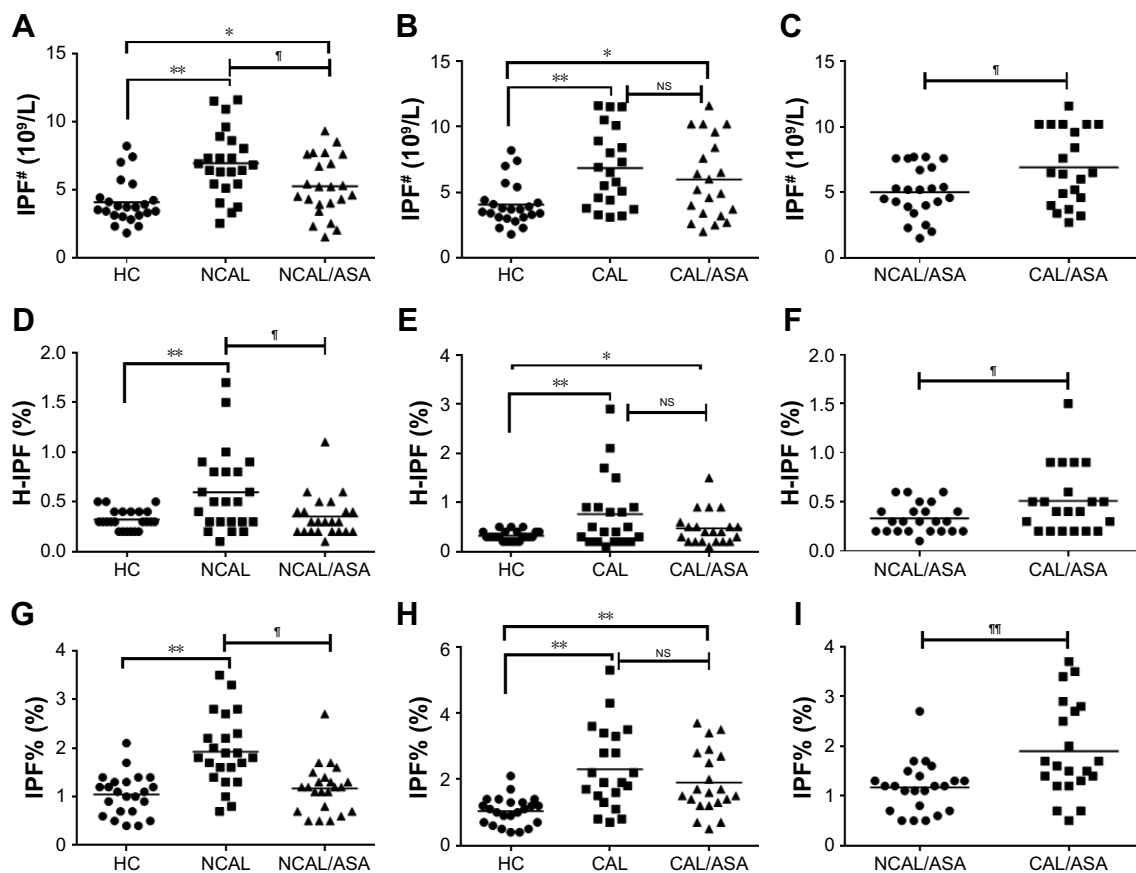 A
IPF# (10⁹/L)
15
10
5
0
*
**
¶
HC
NCAL
NCAL/ASA
B
IPF# (10⁹/L)
15
10
5
0
*
**
NS
HC
CAL
CAL/ASA
C
IPF# (10⁹/L)
15
10
5
0
¶
NCAL/ASA
CAL/ASA
D
H-IPF (%)
2.0
1.5
1.0
0.5
0.0
**
¶
HC
NCAL
NCAL/ASA
E
H-IPF (%)
4
3
2
1
0
*
**
NS
HC
CAL
CAL/ASA
F
H-IPF (%)
2.0
1.5
1.0
0.5
0.0
¶
NCAL/ASA
CAL/ASA
G
IPF% (%)
4
3
2
1
0
**
¶
HC
NCAL
NCAL/ASA
H
IPF% (%)
6
4
2
0
**
**
NS
HC
CAL
CAL/ASA
I
IPF% (%)
4
3
2
1
0
¶¶
NCAL/ASA
CAL/ASA